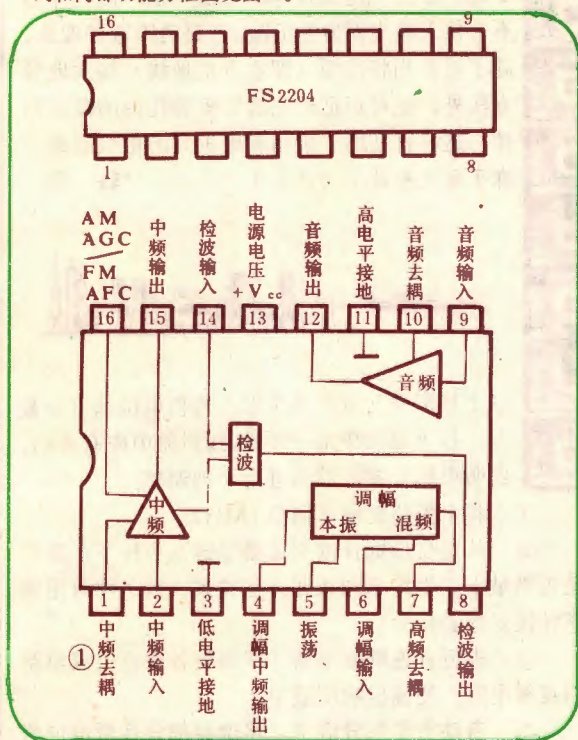 16 9
FS2204
1 8
AM AGC/FM AFC
中频输出
检波输入
电源电压+Vcc
音频输出
高电平接地
音频去耦
音频输入
16 15 14 13 12 11 10 9
音频
检波
中频
调幅
本振 混频
1 2 3 4 5 6 7 8
①
中频去耦
中频输入
低电平接地
调幅中频输出
振荡
调幅输入
高频去耦
检波输出